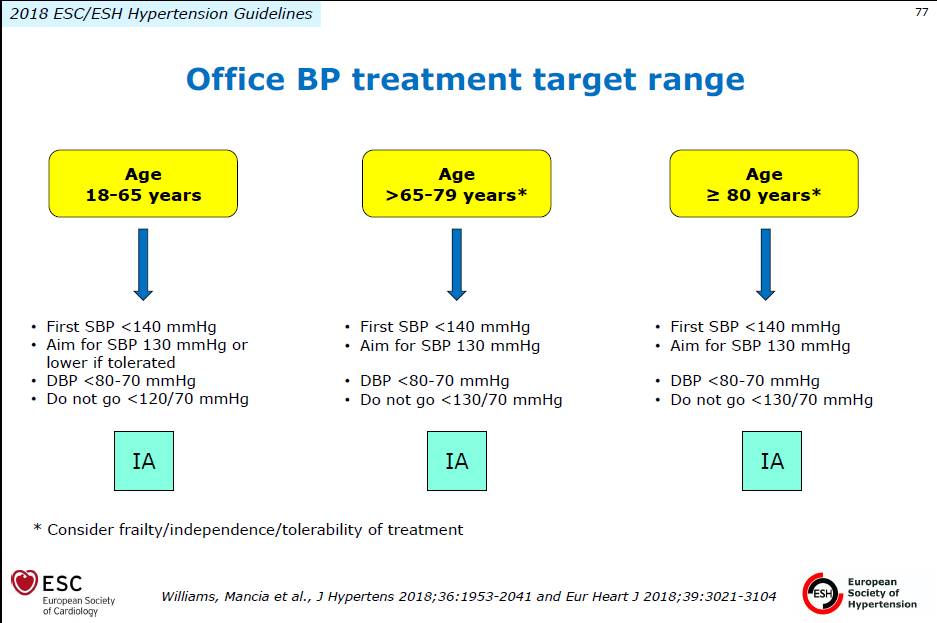 2018 ESC/ESH Hypertension Guidelines
77
Office BP treatment target range
Age
18-65 years
Age
>65-79 years*
Age
≥ 80 years*
• First SBP <140 mmHg
• Aim for SBP 130 mmHg or
lower if tolerated
• DBP <80-70 mmHg
• Do not go <120/70 mmHg
• First SBP <140 mmHg
• Aim for SBP 130 mmHg
• DBP <80-70 mmHg
• Do not go <130/70 mmHg
• First SBP <140 mmHg
• Aim for SBP 130 mmHg
• DBP <80-70 mmHg
• Do not go <130/70 mmHg
IA
IA
IA
* Consider frailty/independence/tolerability of treatment
ESC
European Society
of Cardiology
Williams, Mancia et al., J Hypertens 2018;36:1953-2041 and Eur Heart J 2018;39:3021-3104
ESH
European
Society of
Hypertension